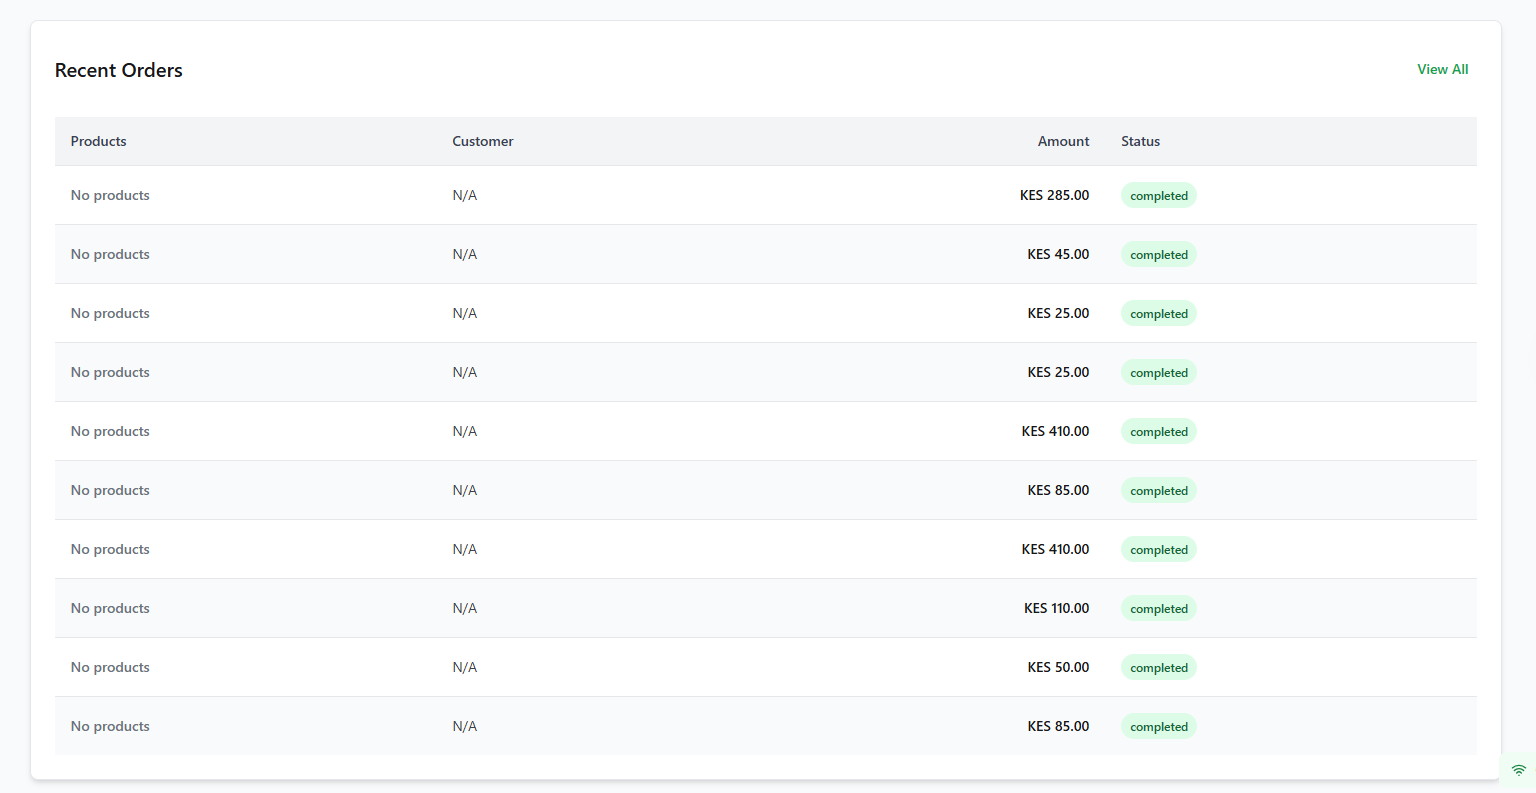 Recent Orders
View All
Products Customer Amount Status
No products N/A KES 285.00 completed
No products N/A KES 45.00 completed
No products N/A KES 25.00 completed
No products N/A KES 25.00 completed
No products N/A KES 410.00 completed
No products N/A KES 85.00 completed
No products N/A KES 410.00 completed
No products N/A KES 110.00 completed
No products N/A KES 50.00 completed
No products N/A KES 85.00 completed